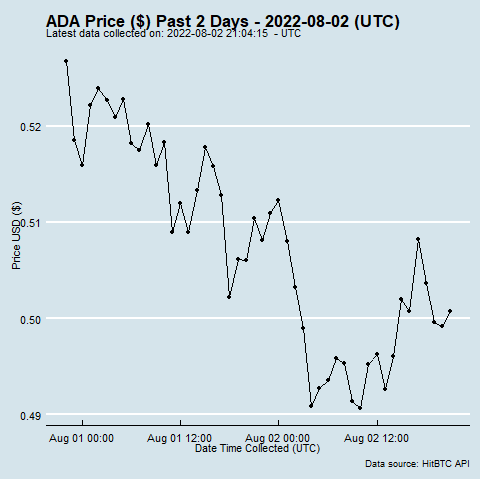 ADA Price ($) Past 2 Days - 2022-08-02 (UTC)
Latest data collected on: 2022-08-02 21:04:15 - UTC
0.52
0.51
0.50
0.49
Price USD ($)
Aug 01 00:00 Aug 01 12:00 Aug 02 00:00 Aug 02 12:00
Date Time Collected (UTC)
Data source: HitBTC API